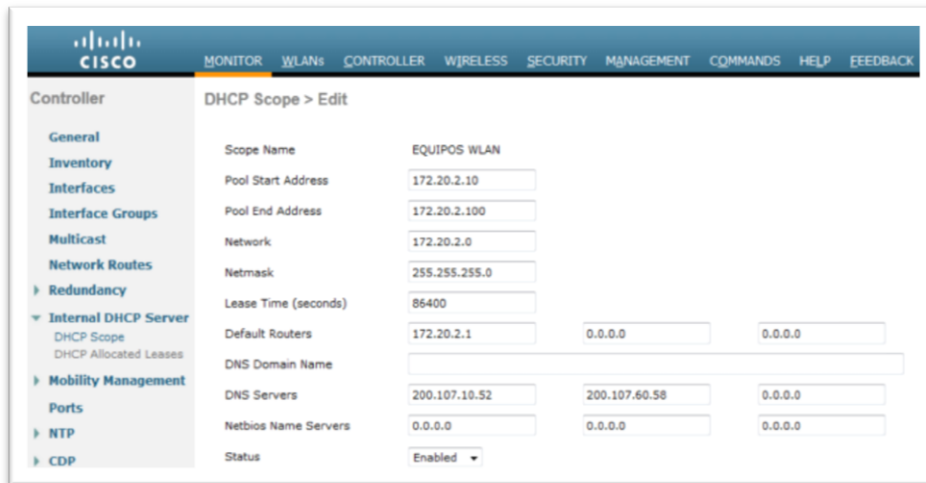 CISCO
MONITOR WLANs CONTROLLER WIRELESS SECURITY MANAGEMENT COMMANDS HELP FEEDBACK
Controller
General
Inventory
Interfaces
Interface Groups
Multicast
Network Routes
Redundancy
Internal DHCP Server
DHCP Scope
DHCP Allocated Leases
Mobility Management
Ports
NTP
CDP
DHCP Scope > Edit
Scope Name EQUIPOS WLAN
Pool Start Address 172.20.2.10
Pool End Address 172.20.2.100
Network 172.20.2.0
Netmask 255.255.255.0
Lease Time (seconds) 86400
Default Routers 172.20.2.1 0.0.0.0 0.0.0.0
DNS Domain Name
DNS Servers 200.107.10.52 200.107.60.58 0.0.0.0
Netbios Name Servers 0.0.0.0 0.0.0.0 0.0.0.0
Status Enabled